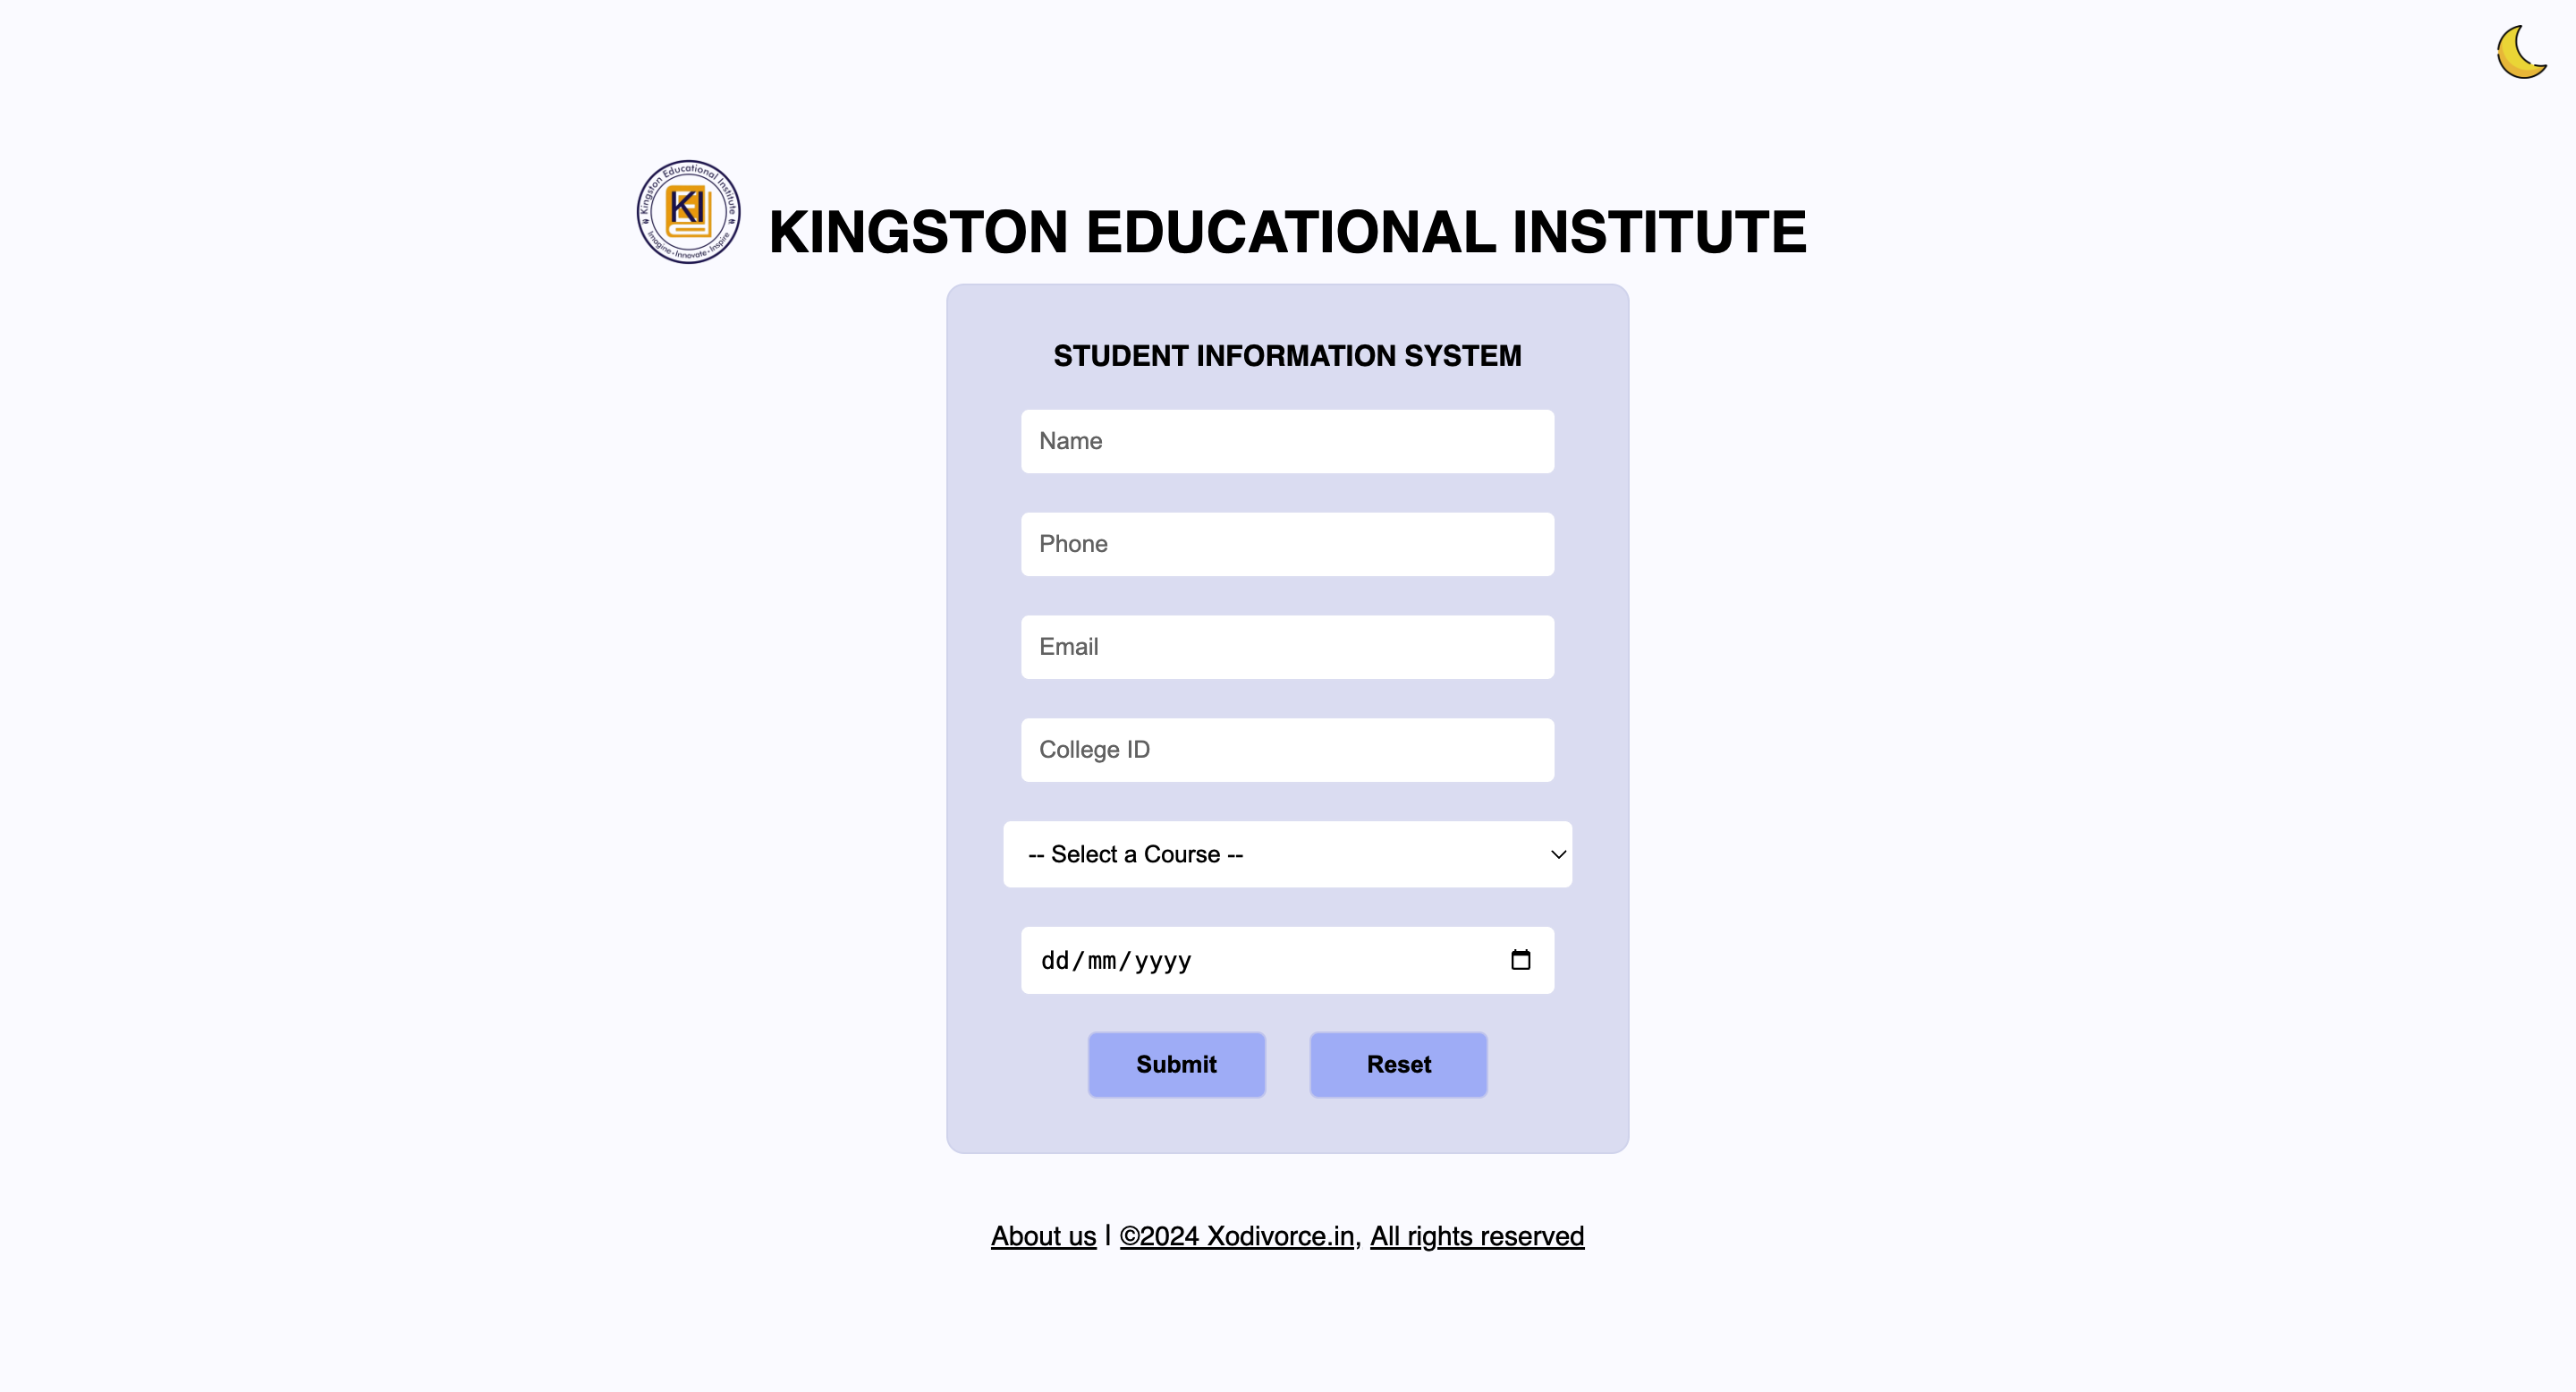 Kingston Educational Institute
KI
Imagine • Innovate • Inspire
KINGSTON EDUCATIONAL INSTITUTE
STUDENT INFORMATION SYSTEM
Name
Phone
Email
College ID
-- Select a Course --
dd/mm/yyyy
Submit Reset
About us | ©2024 Xodivorce.in, All rights reserved